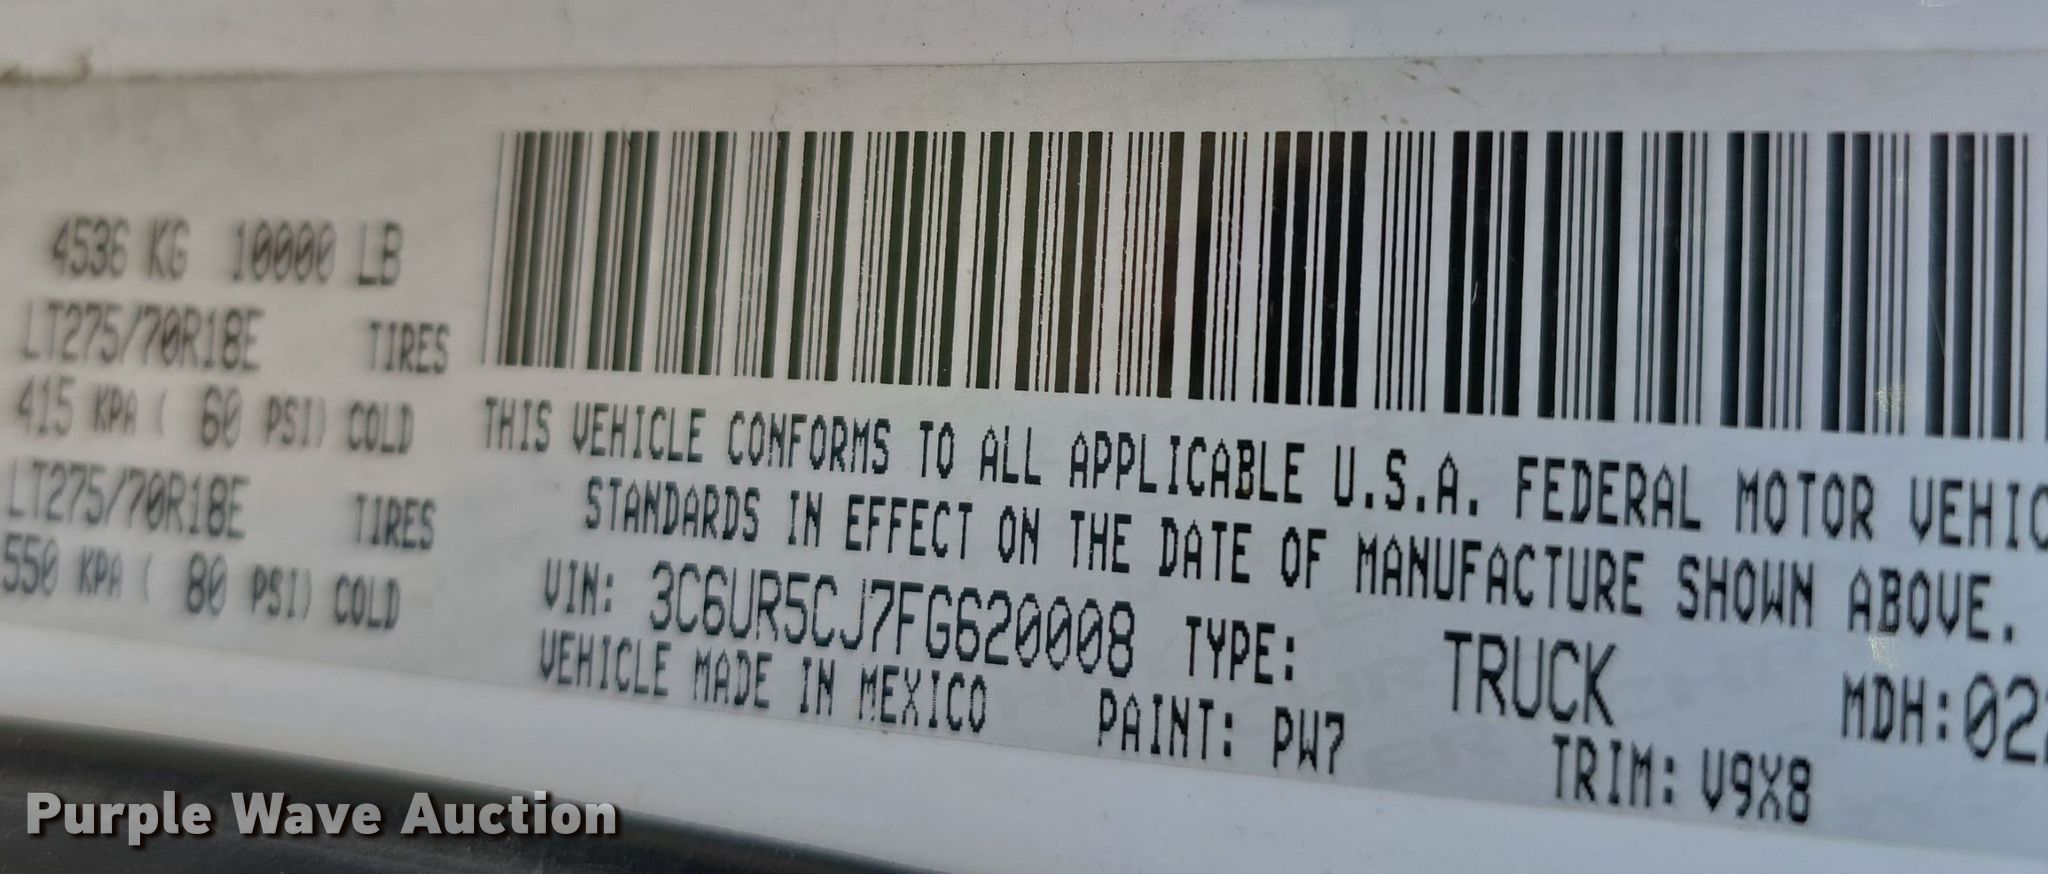 4536 KG 10000 LB
LT275/70R18E TIRES
415 KPA ( 60 PSI) COLD
LT275/70R18E TIRES
550 KPA ( 80 PSI) COLD
THIS VEHICLE CONFORMS TO ALL APPLICABLE U.S.A. FEDERAL MOTOR VEHIC
STANDARDS IN EFFECT ON THE DATE OF MANUFACTURE SHOWN ABOVE.
VIN: 3C6UR5CJ7FG620008 TYPE: TRUCK MDH:02
VEHICLE MADE IN MEXICO PAINT: PW7 TRIM: V9X8
Purple Wave Auction